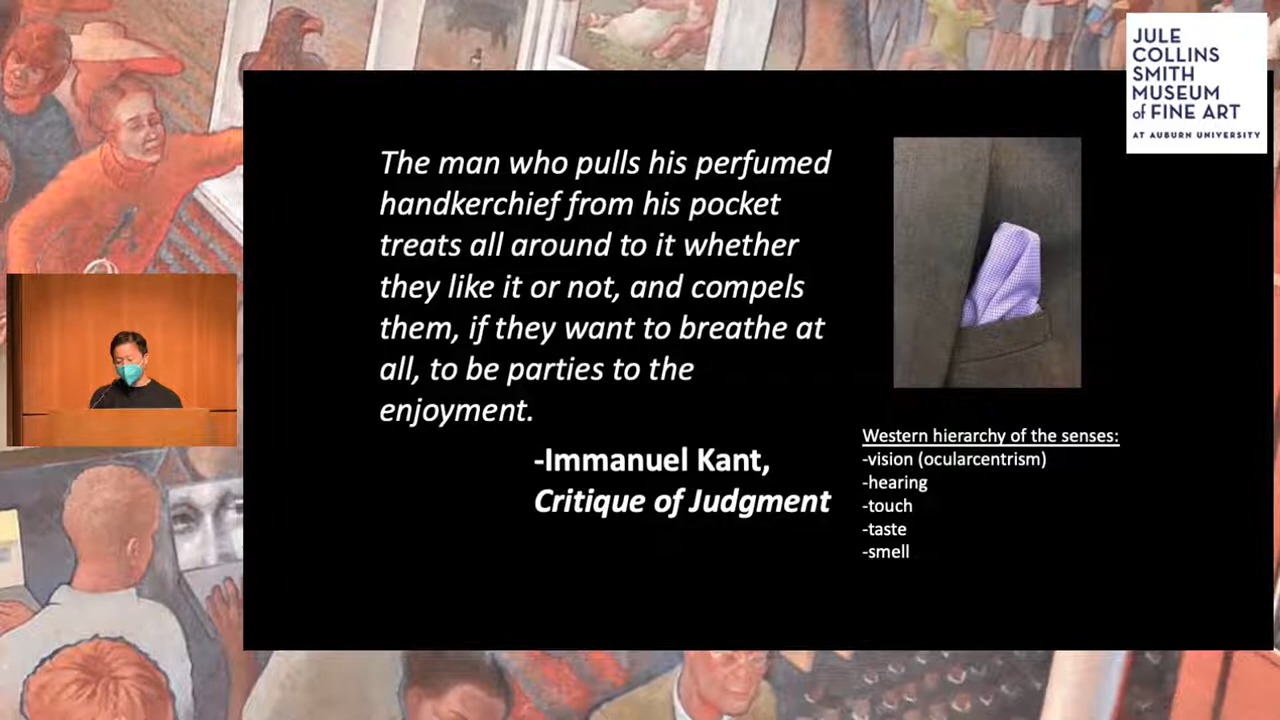 The man who pulls his perfumed
handkerchief from his pocket
treats all around to it whether
they like it or not, and compels
them, if they want to breathe at
all, to be parties to the
enjoyment.
-Immanuel Kant,
Critique of Judgment
Western hierarchy of the senses:
-vision (ocularcentrism)
-hearing
-touch
-taste
-smell
JULE
COLLINS
SMITH
MUSEUM
of FINE ART
AT AUBURN UNIVERSITY